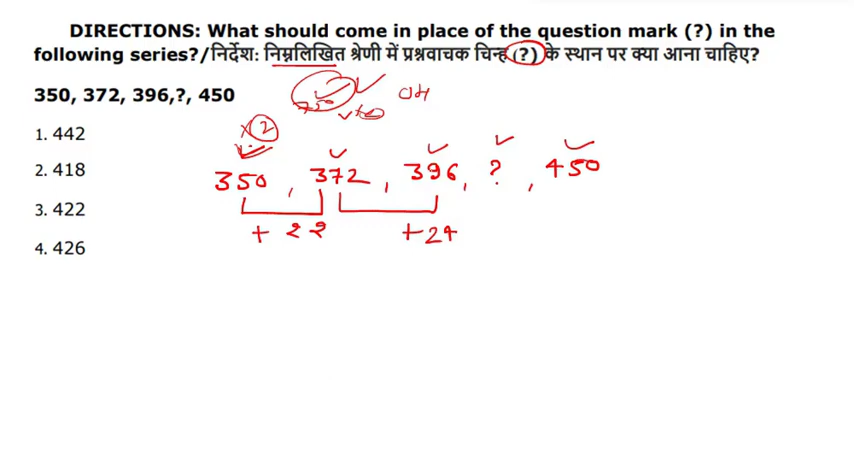 DIRECTIONS: What should come in place of the question mark (?) in the
following series?/निर्देश: निम्नलिखित श्रेणी में प्रश्नवाचक चिन्ह (?) के स्थान पर क्या आना चाहिए?
350, 372, 396,?, 450
1. 442
×2
2. 418
350, 372, 396, ?, 450
3. 422
+22 +24
4. 426